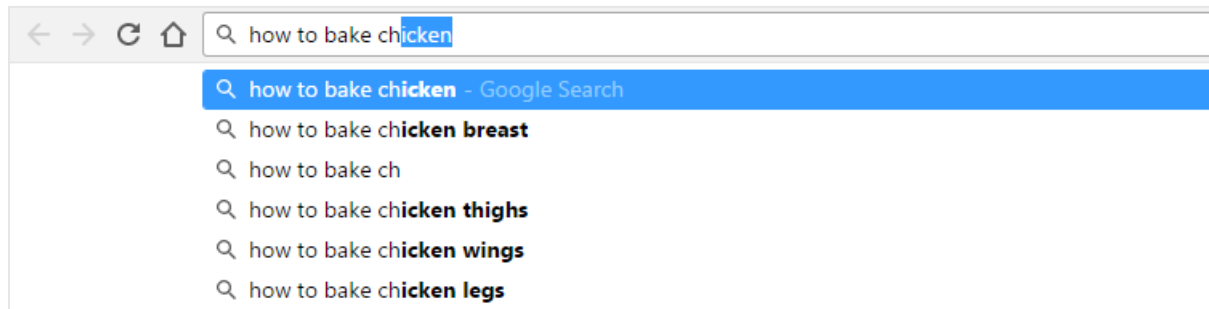 how to bake chicken
how to bake chicken - Google Search
how to bake chicken breast
how to bake ch
how to bake chicken thighs
how to bake chicken wings
how to bake chicken legs